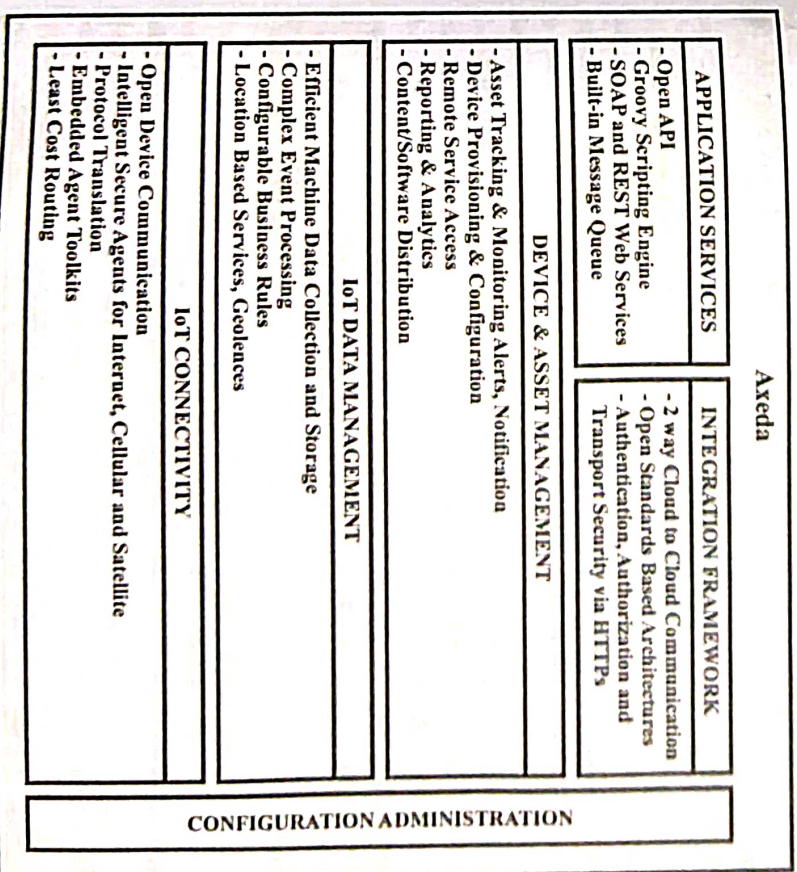 Axeda
APPLICATION SERVICES
- Open API
- Groovy Scripting Engine
- SOAP and REST Web Services
- Built-in Message Queue
INTEGRATION FRAMEWORK
- 2 way Cloud to Cloud Communication
- Open Standards Based Architectures
- Authentication, Authorization and
Transport Security via HTTPs
DEVICE & ASSET MANAGEMENT
- Asset Tracking & Monitoring Alerts, Notification
- Device Provisioning & Configuration
- Remote Service Access
- Reporting & Analytics
- Content/Software Distribution
IoT DATA MANAGEMENT
- Efficient Machine Data Collection and Storage
- Complex Event Processing
- Configurable Business Rules
- Location Based Services, Geolences
IoT CONNECTIVITY
- Open Device Communication
- Intelligent Secure Agents for Internet, Cellular and Satellite
- Protocol Translation
- Embedded Agent Toolkits
- Least Cost Routing
CONFIGURATION ADMINISTRATION